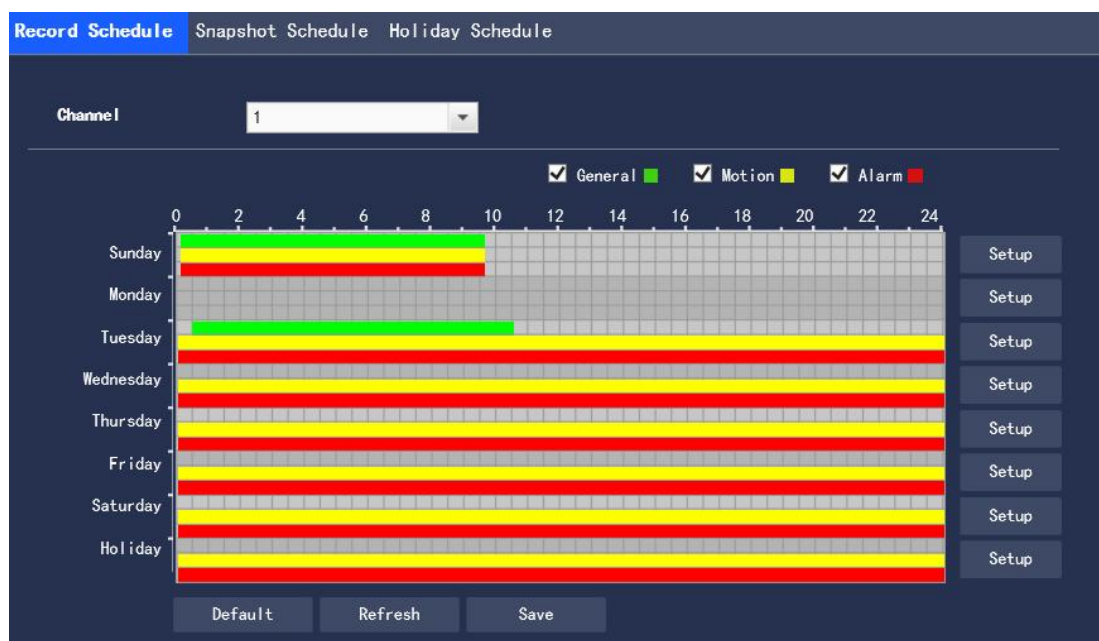 Record Schedule Snapshot Schedule Holiday Schedule
Channel 1
General Motion Alarm
0 2 4 6 8 10 12 14 16 18 20 22 24
Sunday Setup
Monday Setup
Tuesday Setup
Wednesday Setup
Thursday Setup
Friday Setup
Saturday Setup
Holiday Setup
Default Refresh Save